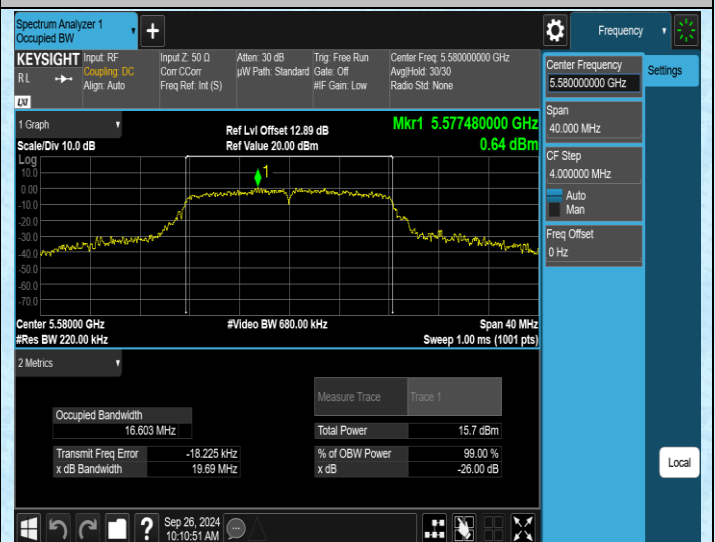 Spectrum Analyzer 1
Occupied BW
+
Frequency
KEYSIGHT
RL
LXI
Input: RF
Coupling: DC
Align: Auto
Input Z: 50 Ω
Corr CCorr
Freq Ref: Int (S)
Atten: 30 dB
µW Path: Standard
Trig: Free Run
Gate: Off
#IF Gain: Low
Center Freq: 5.580000000 GHz
Avg|Hold: 30/30
Radio Std: None
Center Frequency
5.580000000 GHz
Settings
Span
40.000 MHz
CF Step
4.000000 MHz
Auto
Man
Freq Offset
0 Hz
1 Graph
Scale/Div 10.0 dB
Ref Lvl Offset 12.89 dB
Ref Value 20.00 dBm
Mkr1 5.577480000 GHz
0.64 dBm
Log
10.0
0.00
-10.0
-20.0
-30.0
-40.0
-50.0
-60.0
-70.0
1
Center 5.58000 GHz
#Res BW 220.00 kHz
#Video BW 680.00 kHz
Span 40 MHz
Sweep 1.00 ms (1001 pts)
2 Metrics
Measure Trace
Trace 1
Occupied Bandwidth
16.603 MHz
Total Power
15.7 dBm
Transmit Freq Error
-18.225 kHz
% of OBW Power
99.00 %
x dB Bandwidth
19.69 MHz
x dB
-26.00 dB
Local
?
Sep 26, 2024
10:10:51 AM